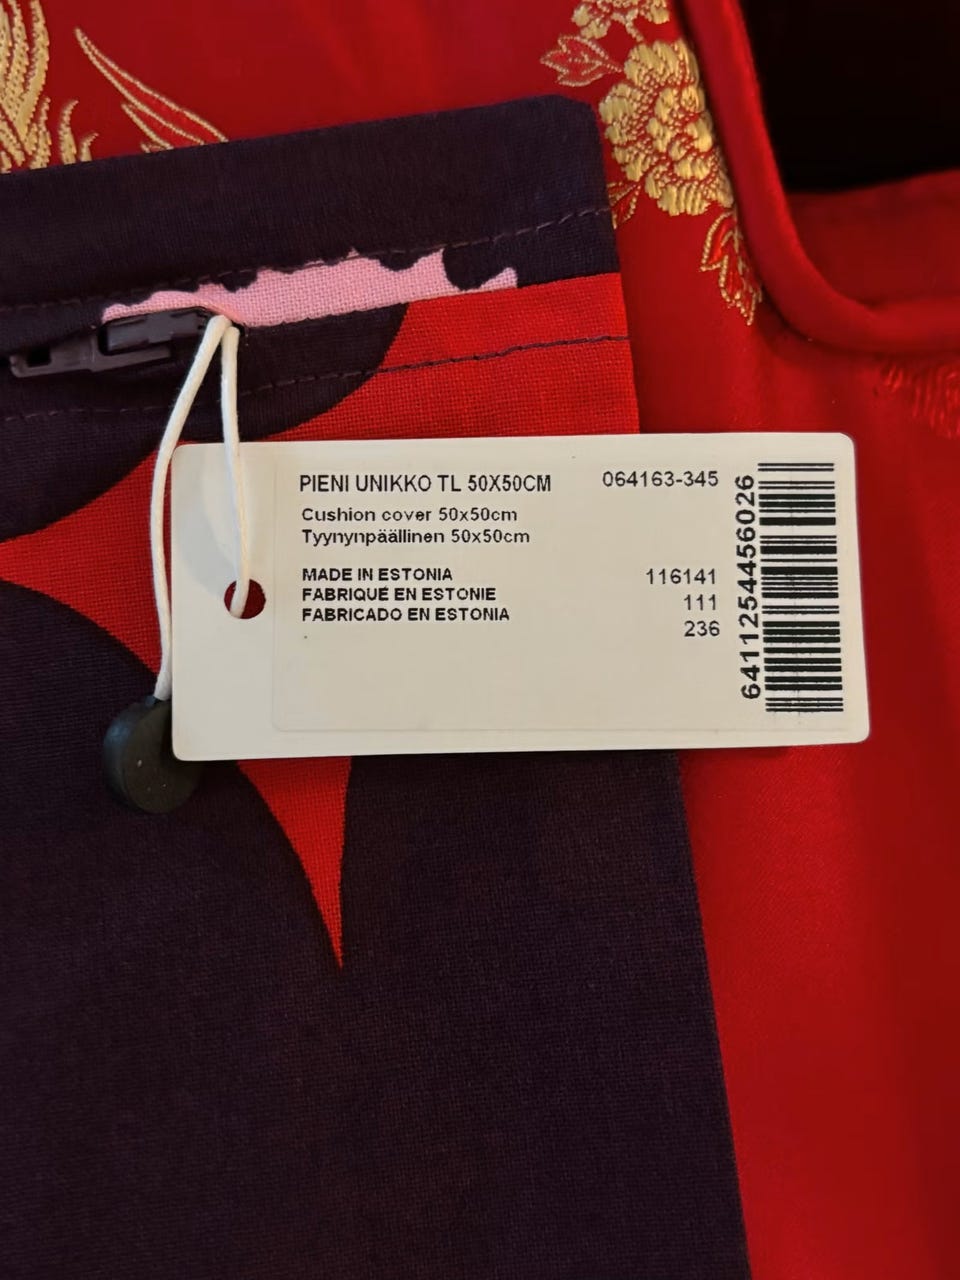 PIENI UNIKKO TL 50X50CM 064163-345
Cushion cover 50x50cm
Tyynynpäällinen 50x50cm
MADE IN ESTONIA 116141
FABRIQUÉ EN ESTONIE 111
FABRICADO EN ESTONIA 236
6411254456026